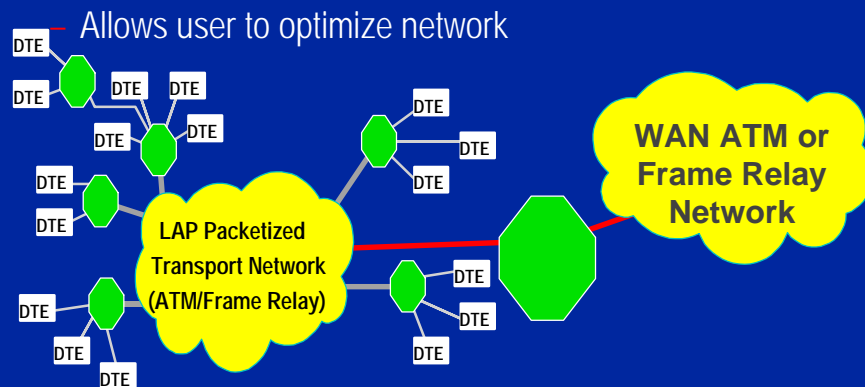 – Allows user to optimize network
DTE
DTE
DTE
DTE
DTE
DTE
DTE
DTE
DTE
DTE
DTE
WAN ATM or
Frame Relay
Network
LAP Packetized
Transport Network
(ATM/Frame Relay)
DTE
DTE
DTE
DTE
DTE
DTE